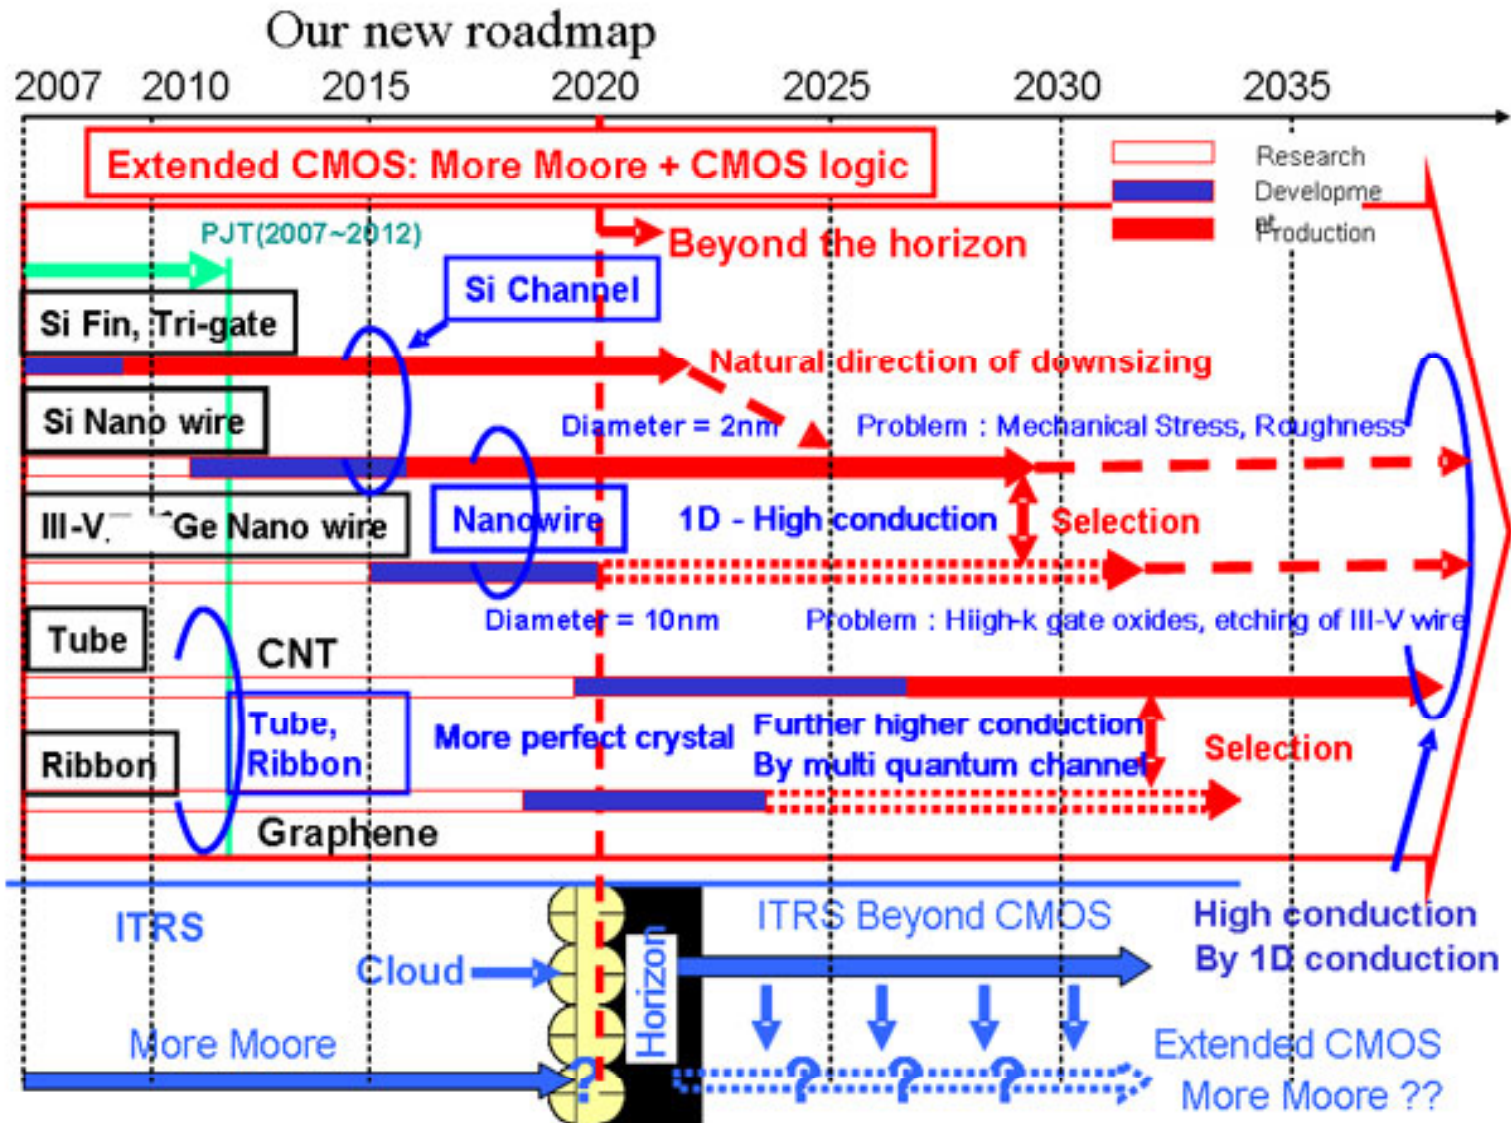 Our new roadmap
2007 2010 2015 2020 2025 2030 2035
Extended CMOS: More Moore + CMOS logic
Research
Developme
nt
Production
PJT(2007~2012)
Beyond the horizon
Si Channel
Si Fin, Tri-gate
Natural direction of downsizing
Si Nano wire
Diameter = 2nm
Problem : Mechanical Stress, Roughness
III-V
Ge Nano wire
Nanowire
1D - High conduction
Selection
Diameter = 10nm
Problem : Hiigh-k gate oxides, etching of III-V wire
Tube
CNT
Tube,
Ribbon
More perfect crystal
Further higher conduction
By multi quantum channel
Selection
Ribbon
Graphene
ITRS
Cloud
Horizon
ITRS Beyond CMOS
High conduction
By 1D conduction
More Moore
?
? ? ?
Extended CMOS
More Moore ??